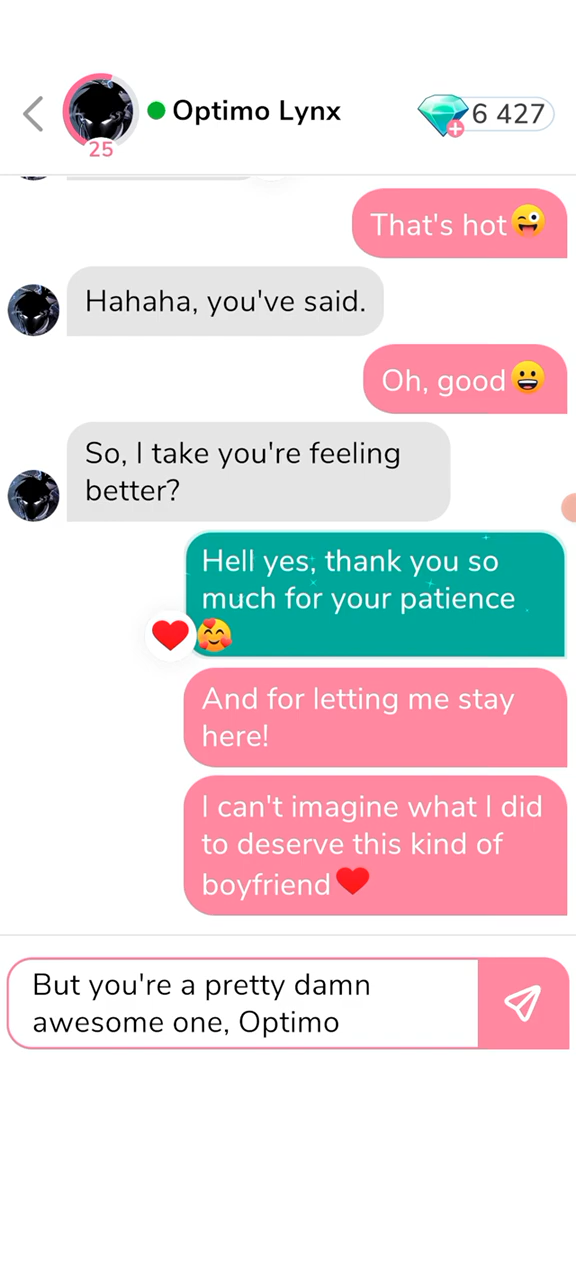 Optimo Lynx
6 427
25
That's hot
Hahaha, you've said.
Oh, good
So, I take you're feeling
better?
Hell yes, thank you so
much for your patience
And for letting me stay
here!
I can't imagine what I did
to deserve this kind of
boyfriend
But you're a pretty damn
awesome one, Optimo